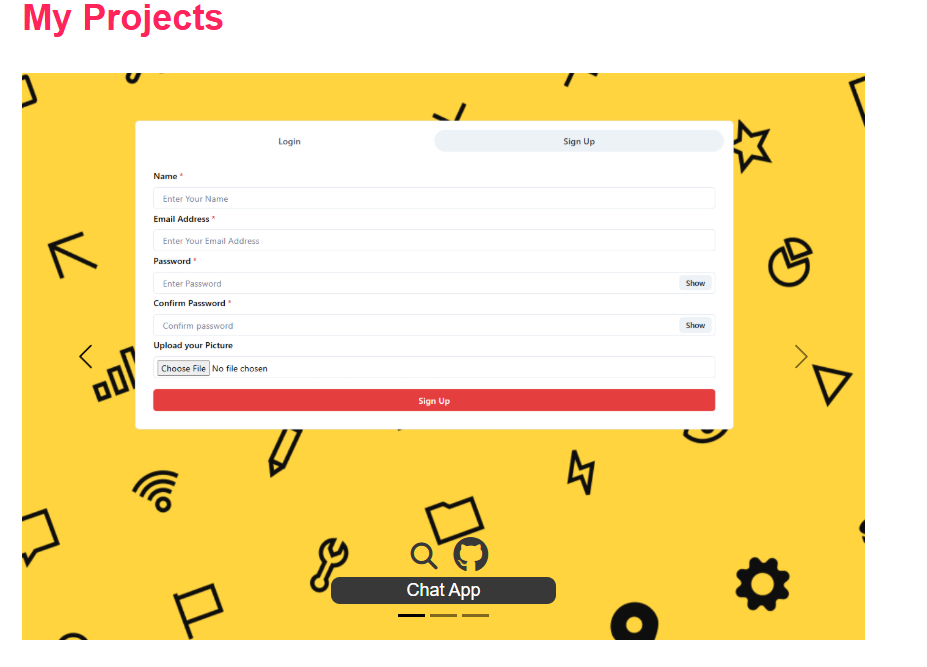 My Projects
Login Sign Up
Name *
Enter Your Name
Email Address *
Enter Your Email Address
Password *
Enter Password Show
Confirm Password *
Confirm password Show
Upload your Picture
Choose File No file chosen
Sign Up
Chat App